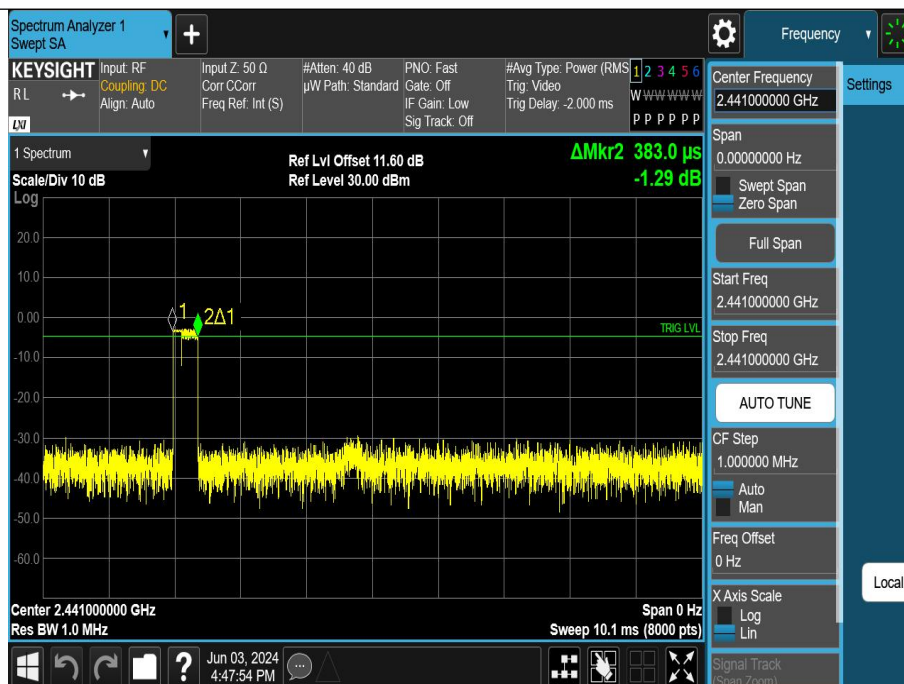 Spectrum Analyzer 1
Swept SA
Frequency
KEYSIGHT
R L
LXI
Input: RF
Coupling: DC
Align: Auto
Input Z: 50 Ω
Corr CCorr
Freq Ref: Int (S)
#Atten: 40 dB
µW Path: Standard
PNO: Fast
Gate: Off
IF Gain: Low
Sig Track: Off
#Avg Type: Power (RMS
Trig: Video
Trig Delay: -2.000 ms
1 2 3 4 5 6
W W W W W W
P P P P P P
1 Spectrum
Scale/Div 10 dB
Log
Ref Lvl Offset 11.60 dB
Ref Level 30.00 dBm
ΔMkr2 383.0 µs
-1.29 dB
20.0
10.0
0.00
-10.0
-20.0
-30.0
-40.0
-50.0
-60.0
1
2Δ1
TRIG LVL
Center 2.441000000 GHz
Res BW 1.0 MHz
Span 0 Hz
Sweep 10.1 ms (8000 pts)
Jun 03, 2024
4:47:54 PM
?
Center Frequency
2.441000000 GHz
Span
0.00000000 Hz
Swept Span
Zero Span
Full Span
Start Freq
2.441000000 GHz
Stop Freq
2.441000000 GHz
AUTO TUNE
CF Step
1.000000 MHz
Auto
Man
Freq Offset
0 Hz
X Axis Scale
Log
Lin
Signal Track
(Span Zoom)
Settings
Local